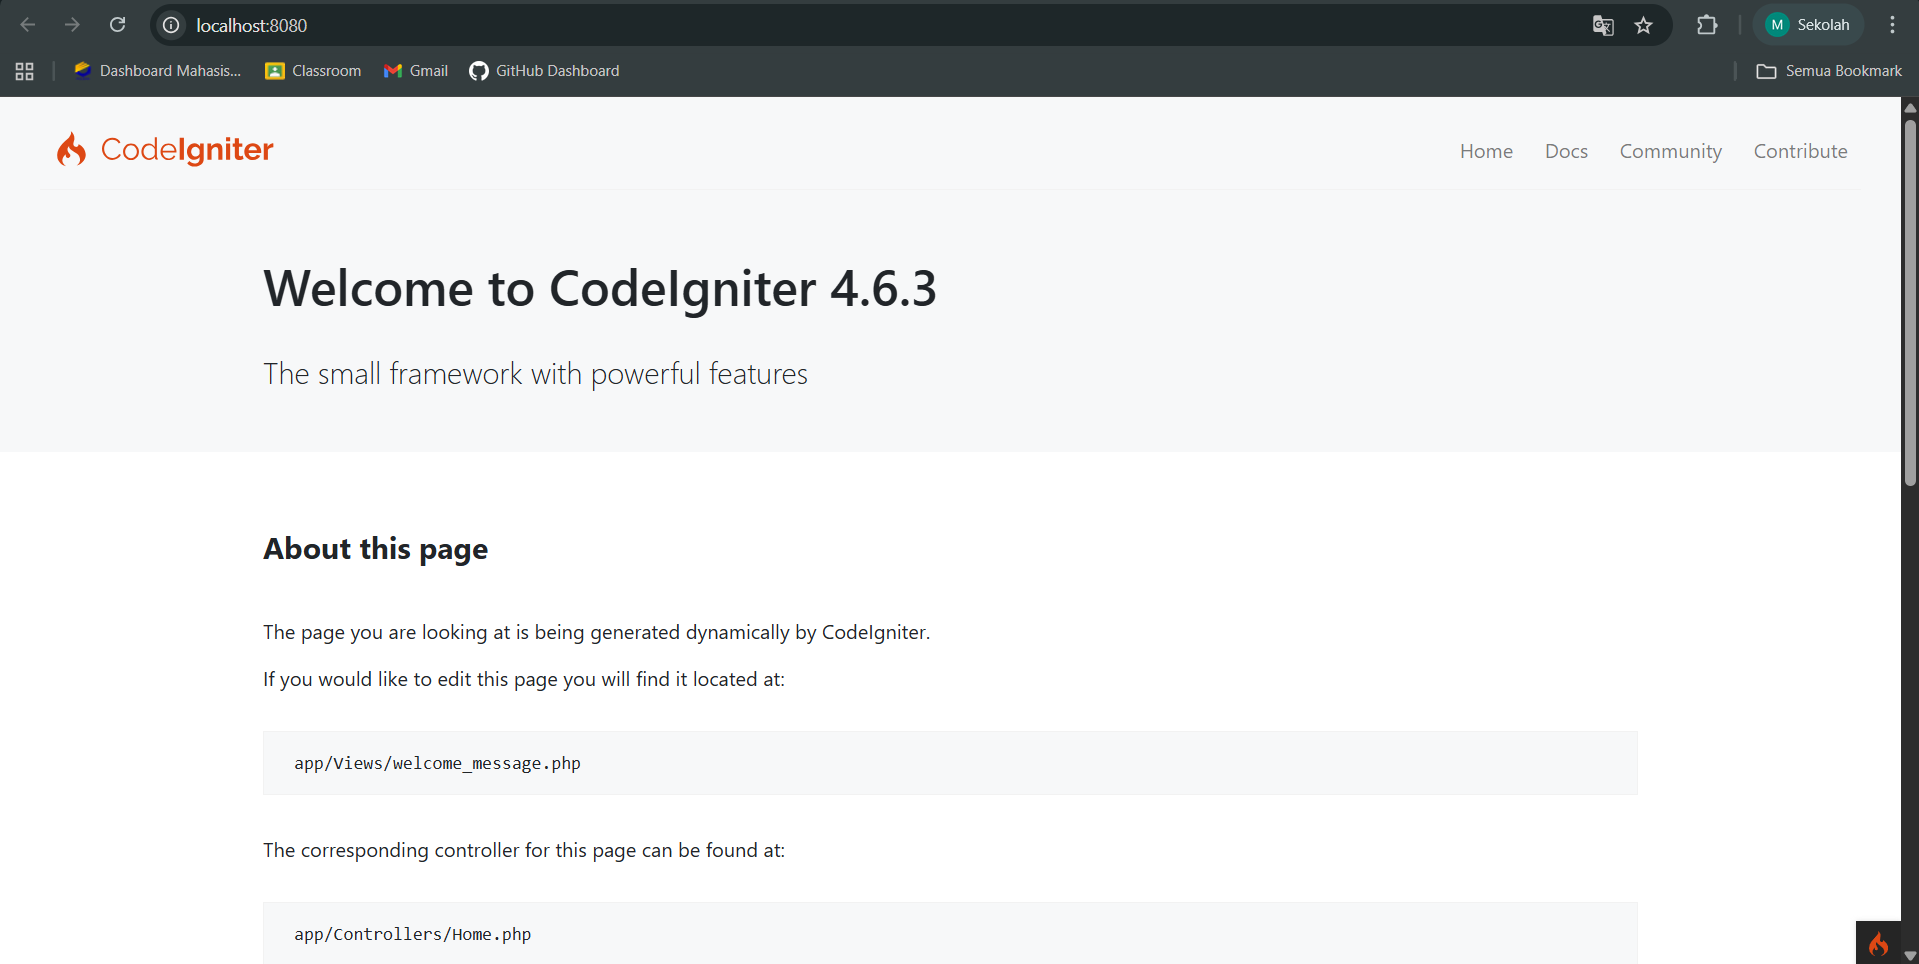 localhost:8080
Sekolah
Dashboard Mahasis...
Classroom
Gmail
GitHub Dashboard
Semua Bookmark
CodeIgniter
Home
Docs
Community
Contribute
Welcome to CodeIgniter 4.6.3
The small framework with powerful features
About this page
The page you are looking at is being generated dynamically by CodeIgniter.
If you would like to edit this page you will find it located at:
app/Views/welcome_message.php
The corresponding controller for this page can be found at:
app/Controllers/Home.php